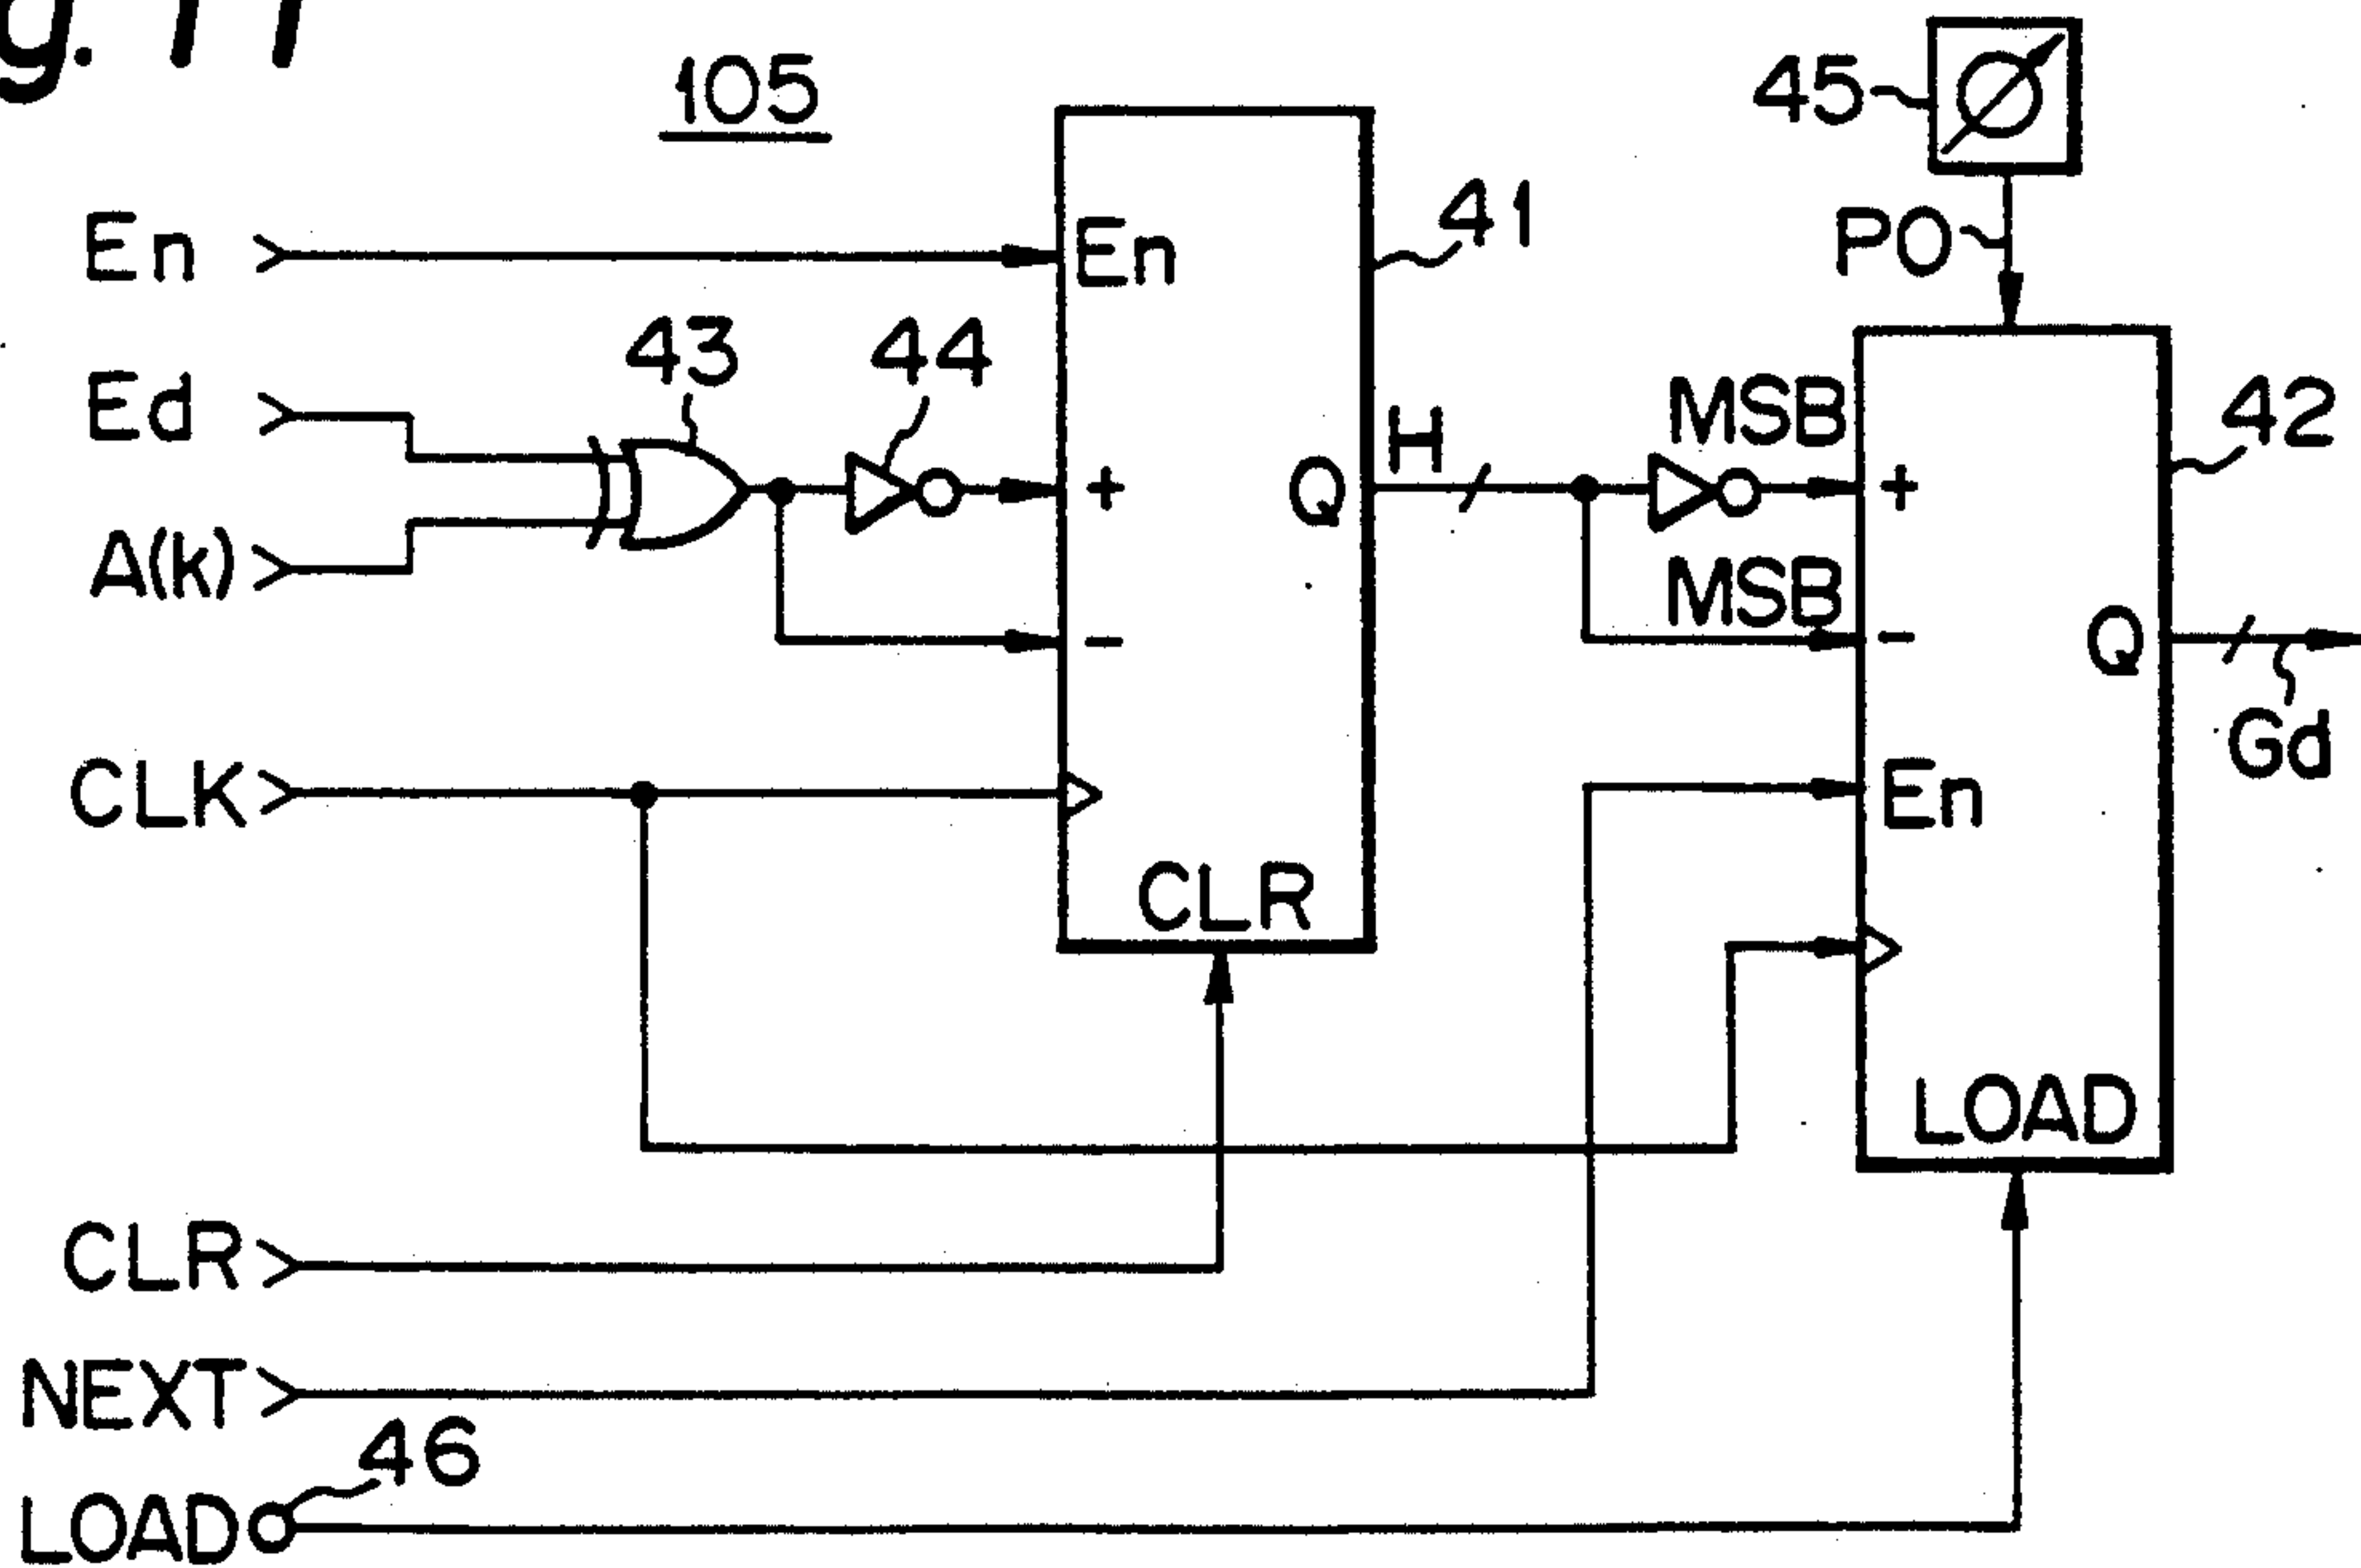 g. 11
105
45
En
En
41
PO
43
44
Ed
MSB
42
H
+
Q
+
A(k)
MSB
-
-
Q
Gd
CLK
En
CLR
LOAD
CLR
NEXT
46
LOAD